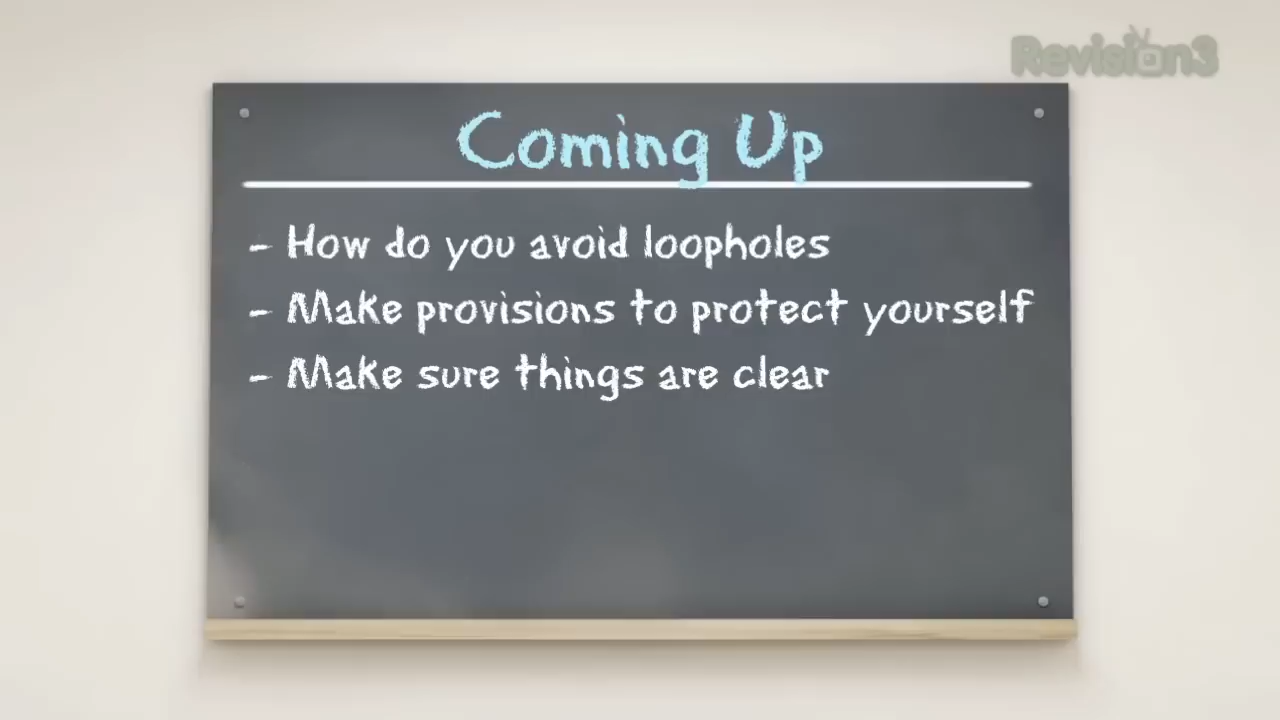 Revision3
Coming Up
- How do you avoid loopholes
- Make provisions to protect yourself
- Make sure things are clear